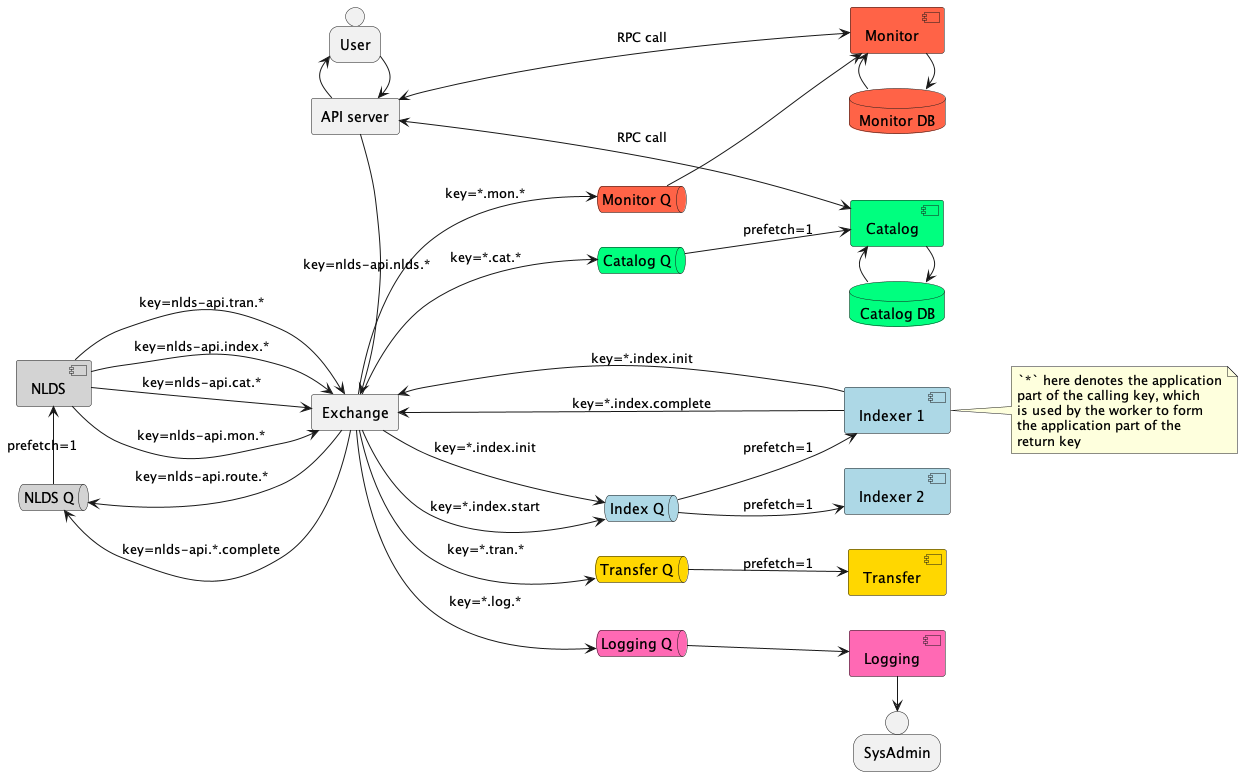 User
Monitor
RPC call
API server
Monitor DB
RPC call
key=*.mon.*
Monitor Q
Catalog
prefetch=1
key=*.cat.*
Catalog Q
key=nlds-api.nlds.*
key=nlds-api.tran.*
Catalog DB
key=nlds-api.index.*
key=*.index.init
key=nlds-api.cat.*
NLDS
`*` here denotes the application
part of the calling key, which
is used by the worker to form
the application part of the
return key
key=*.index.complete
Exchange
Indexer 1
key=nlds-api.mon.*
prefetch=1
key=*.index.init
prefetch=1
key=nlds-api.route.*
NLDS Q
Indexer 2
key=*.index.start
Index Q
prefetch=1
key=nlds-api.*.complete
key=*.tran.*
Transfer Q
prefetch=1
Transfer
key=*.log.*
Logging Q
Logging
SysAdmin